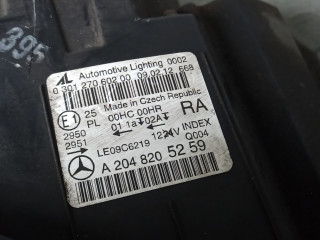 395
AL Automotive Lighting 0002
0 301 270 602 00 09.02.12 668
Made in Czech Republic
E1 25 00HC 00HR RA
PL 01 1a 02A
2950
2951
LE09C6219 12/24V INDEX
Q004
A 204 820 52 59